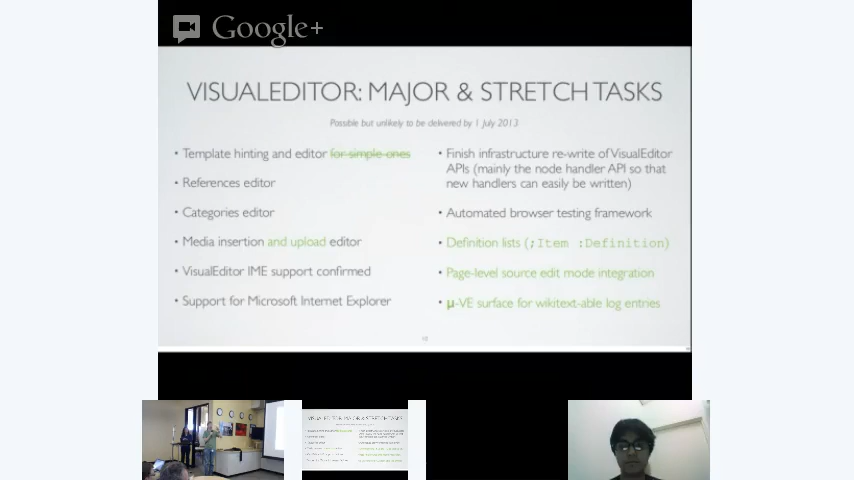 Google+
VISUALEDITOR: MAJOR & STRETCH TASKS
Possible but unlikely to be delivered by 1 July 2013
• Template hinting and editor for simple ones
• References editor
• Categories editor
• Media insertion and upload editor
• VisualEditor IME support confirmed
• Support for Microsoft Internet Explorer
• Finish infrastructure re-write of VisualEditor
APIs (mainly the node handler API so that
new handlers can easily be written)
• Automated browser testing framework
• Definition lists (;Item :Definition)
• Page-level source edit mode integration
• µ-VE surface for wikitext-able log entries
VISUALEDITOR: MAJOR & STRETCH TASKS